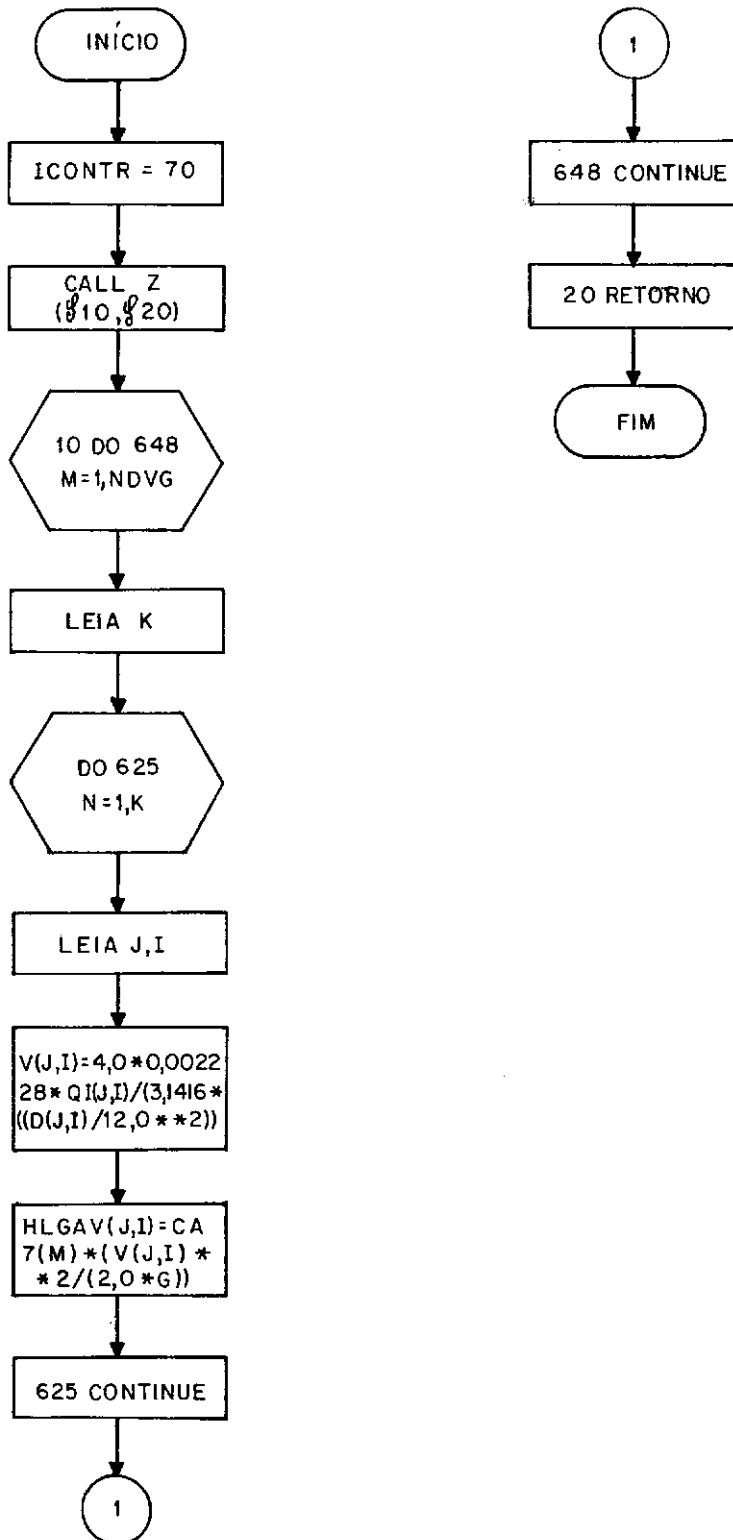 INÍCIO
ICONTR = 70
CALL Z
($10,$20)
10 DO 648
M=1,NDVG
LEIA K
DO 625
N=1,K
LEIA J,I
V(J,I)=4,0*0,0022
28*QI(J,I)/(3,1416*
((D(J,I)/12,0**2))
HLGAV(J,I)=CA
7(M)*(V(J,I)*
*2/(2,0*G))
625 CONTINUE
1
1
648 CONTINUE
20 RETORNO
FIM